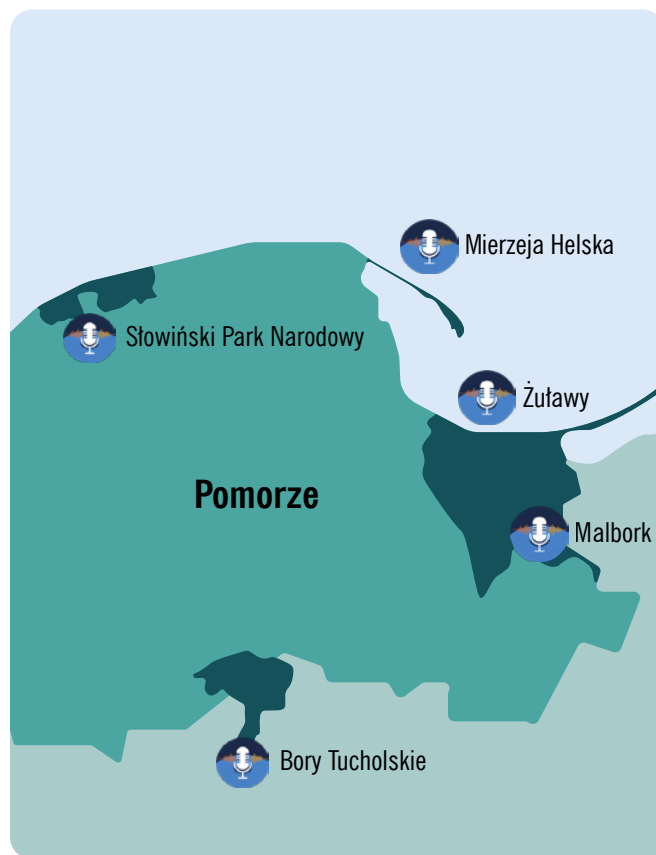 Mierzeja Helska
Słowiński Park Narodowy
Żuławy
Pomorze
Malbork
Bory Tucholskie